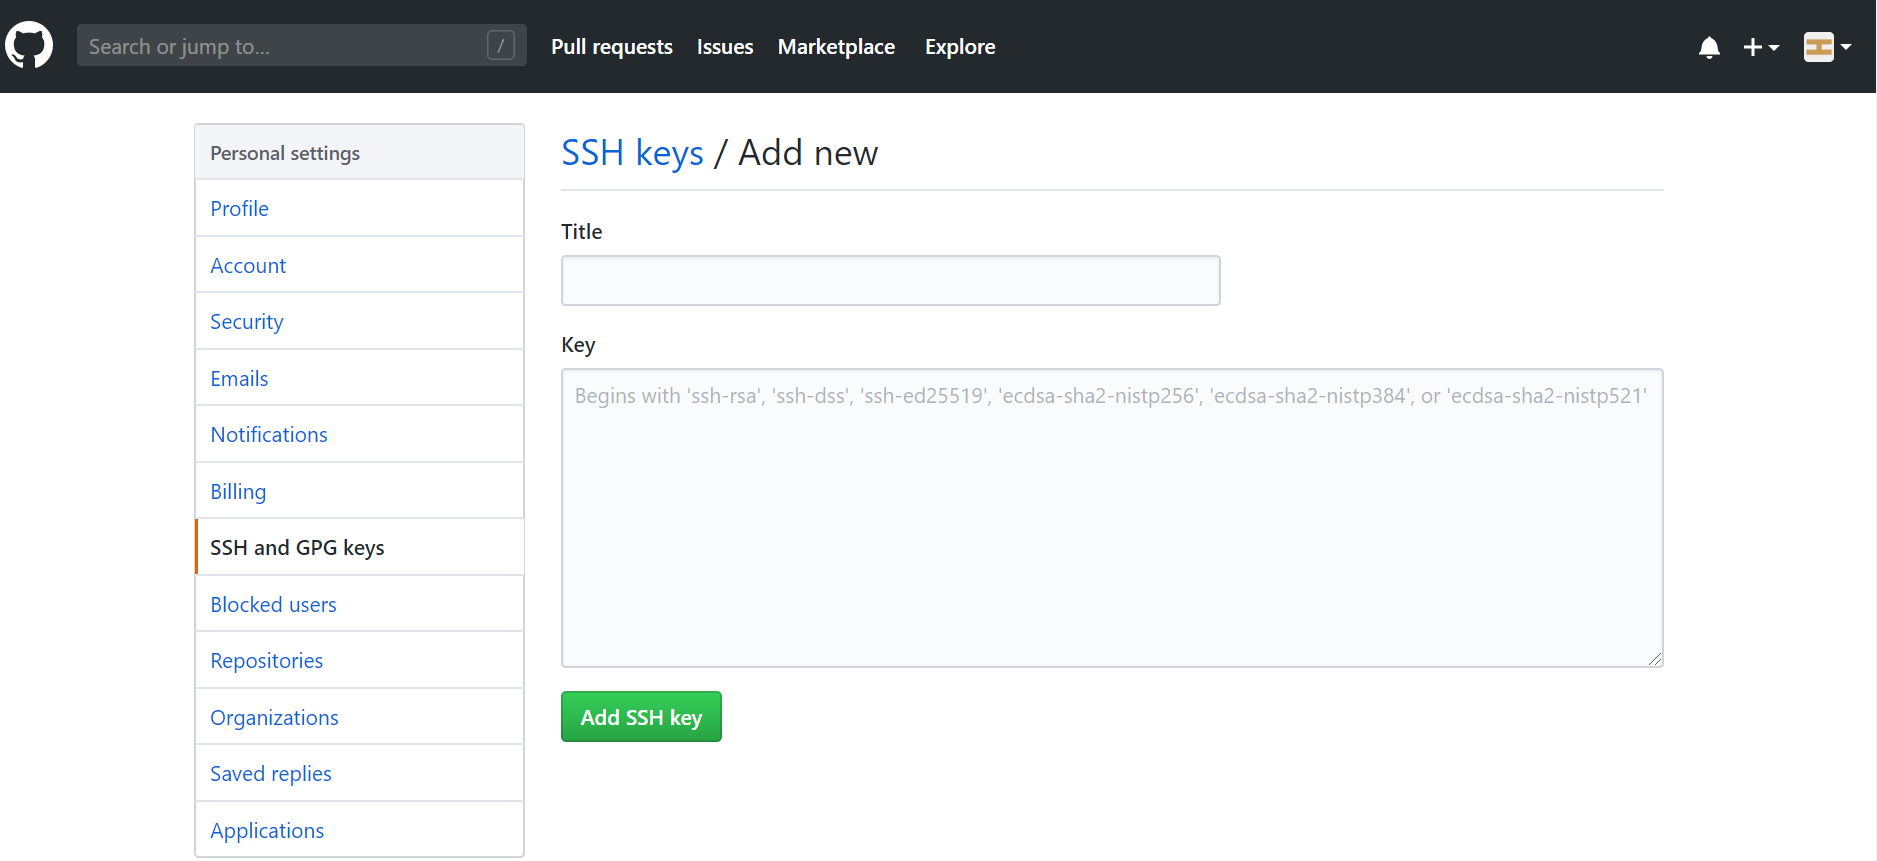 Search or jump to... /
Pull requests Issues Marketplace Explore
Personal settings
Profile
Account
Security
Emails
Notifications
Billing
SSH and GPG keys
Blocked users
Repositories
Organizations
Saved replies
Applications
SSH keys / Add new
Title
Key
Begins with 'ssh-rsa', 'ssh-dss', 'ssh-ed25519', 'ecdsa-sha2-nistp256', 'ecdsa-sha2-nistp384', or 'ecdsa-sha2-nistp521'
Add SSH key